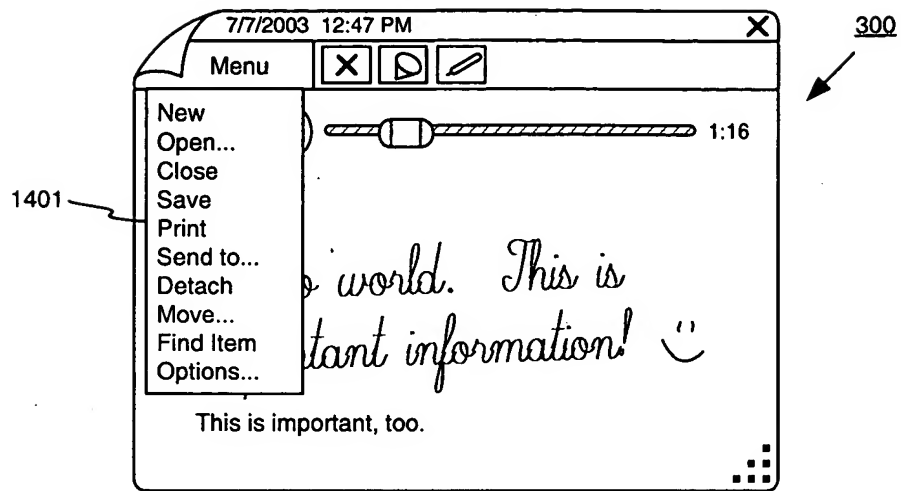 7/7/2003 12:47 PM
300
Menu
New
Open...
1:16
Close
1401
Save
Print
Send to...
o world. This is
Detach
Move...
Find Item
tant information!
Options...
This is important, too.